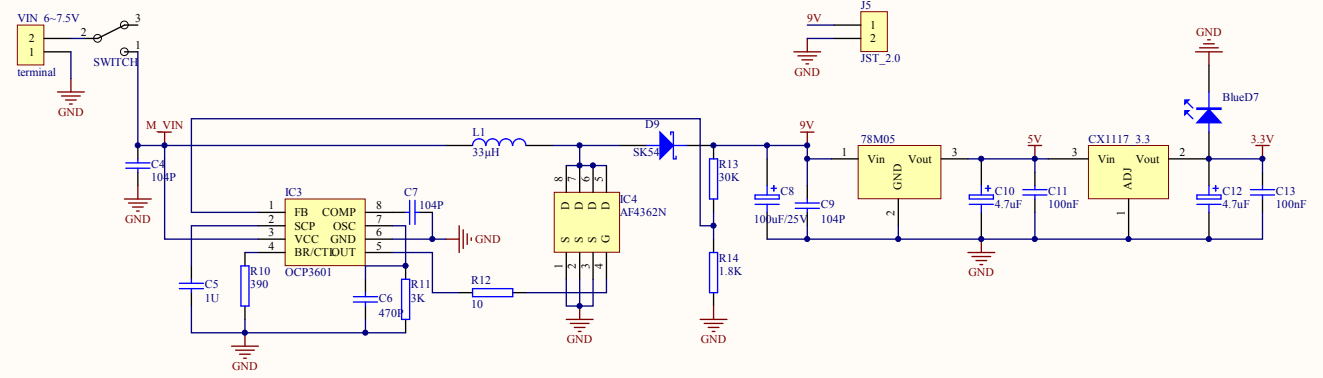 VIN 6~7.5V
2
1
terminal
GND
2
3
1
SWITCH
9V
GND
J5
1
2
JST_2.0
M_VIN
C4
104P
GND
L1
33μH
D9
SK54
IC3
1
2
3
4
FB
SCP
VCC
BR/CTL
COMP
OSC
GND
OUT
8
7
6
5
OCP3601
C7
104P
GND
C5
1U
R10
390
GND
C6
470P
R11
3K
R12
10
8
7
6
5
D D D D
S S S G
1
2
3
4
IC4
AF4362N
GND
R13
30K
R14
1.8K
GND
9V
C8
100uF/25V
C9
104P
78M05
1
Vin
Vout
3
GND
2
5V
C10
4.7uF
C11
100nF
GND
CX1117_3.3
3
Vin
Vout
2
ADJ
1
GND
BlueD7
3.3V
C12
4.7uF
C13
100nF